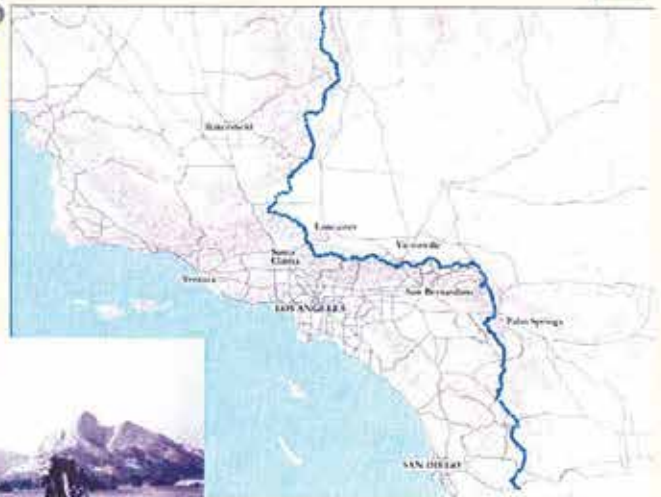 Bakersfield
Lancaster
Victorville
Santa
Clarita
Ventura
San Bernardino
LOS ANGELES
Palm Springs
SAN DIEGO